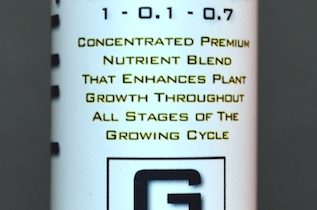 1 - 0.1 - 0.7
Concentrated Premium
Nutrient Blend
That Enhances Plant
Growth Throughout
All Stages of The
Growing Cycle
G